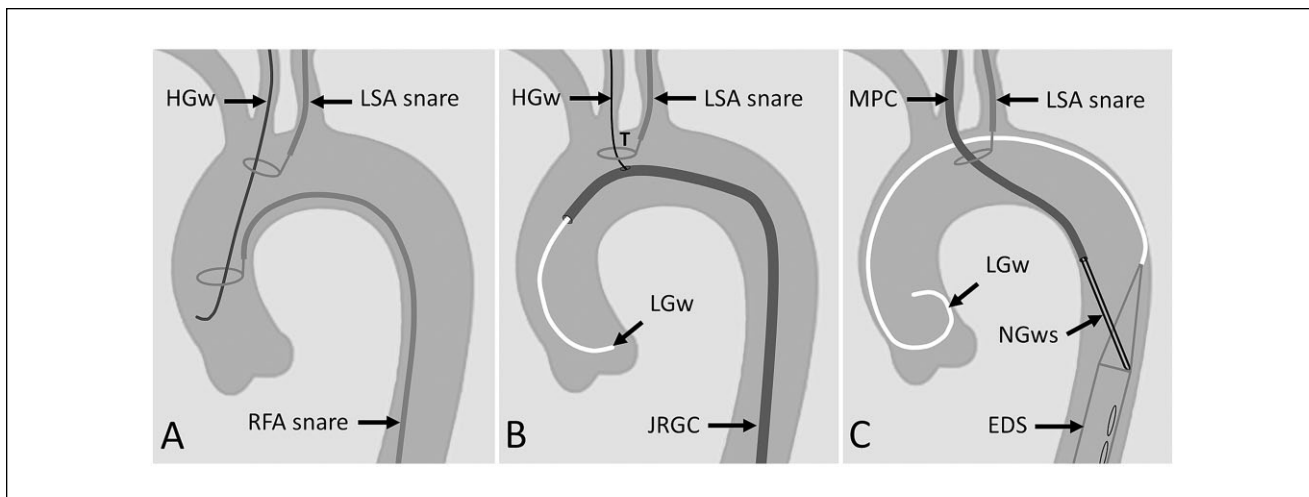 HGw
LSA snare
RFA snare
A
HGw
LSA snare
T
LGw
JRGC
B
MPC
LSA snare
LGw
NGws
EDS
C